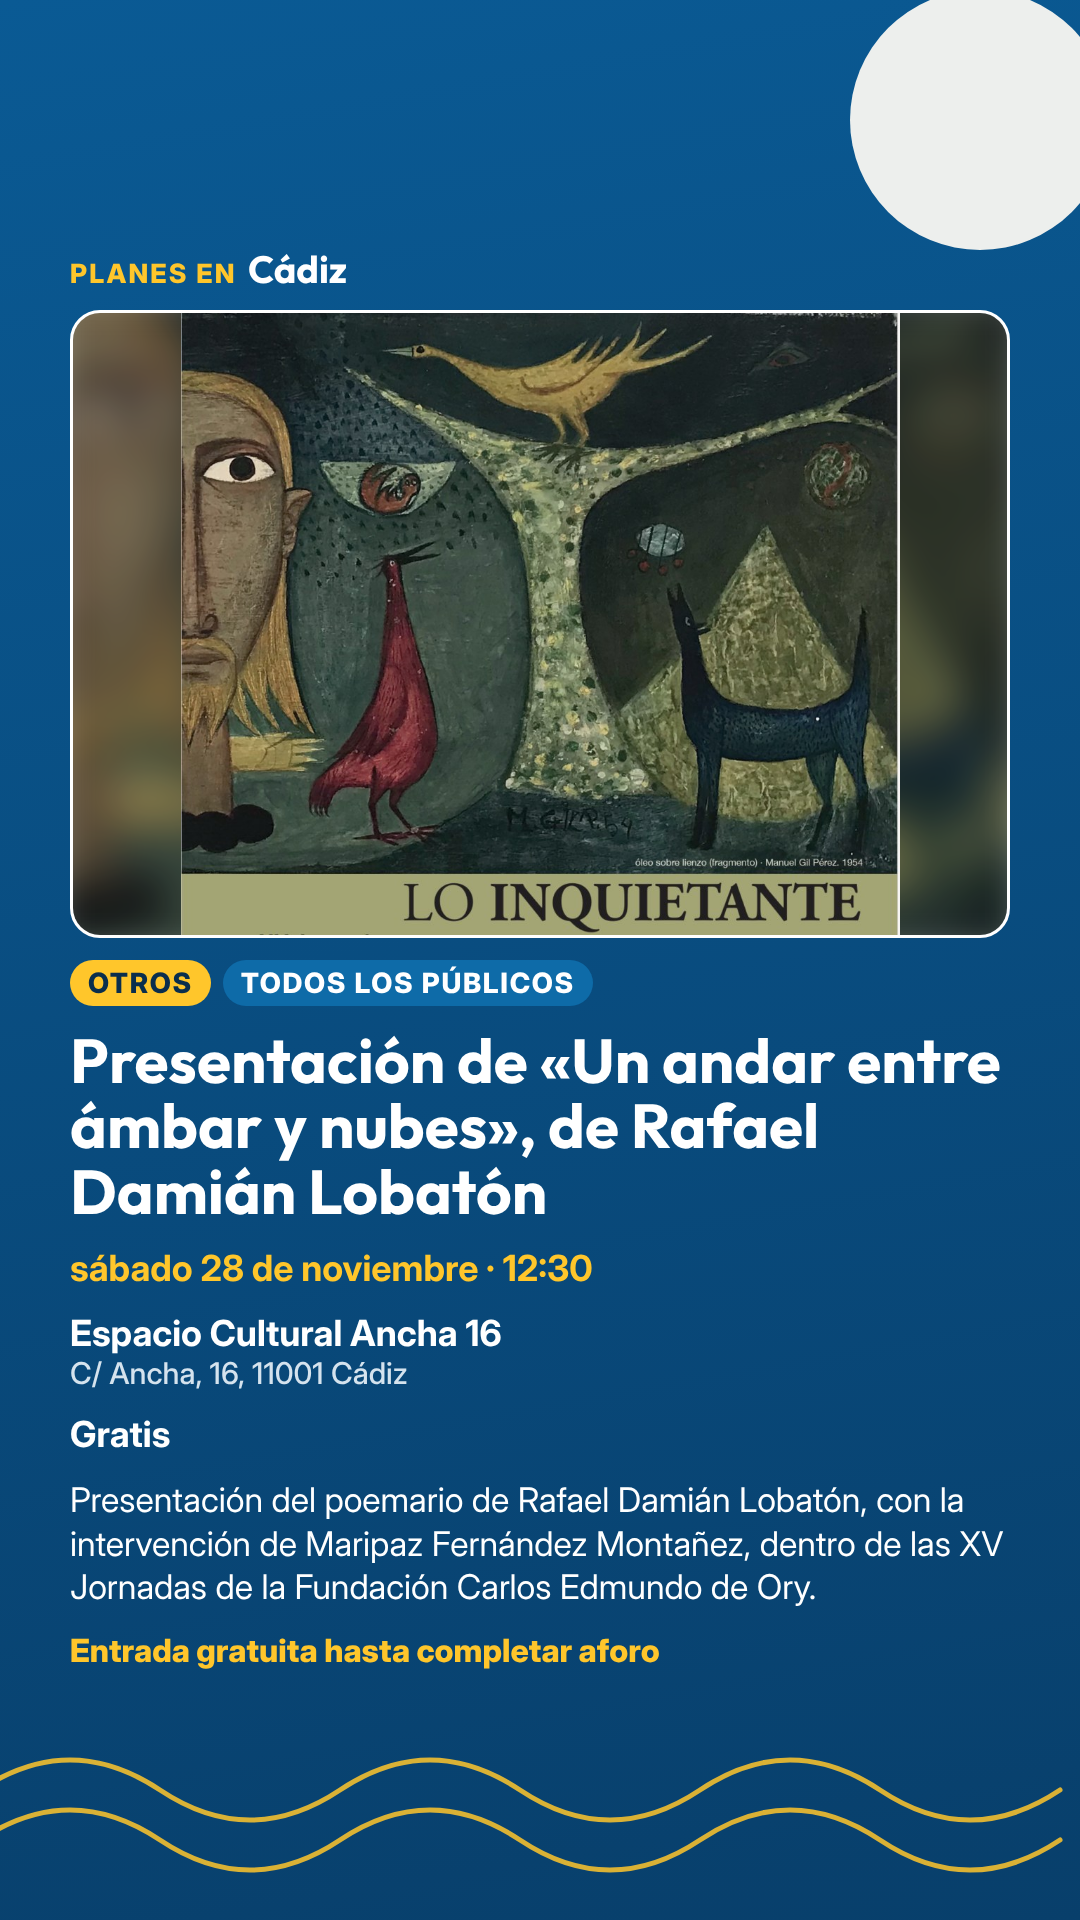 PLANES EN Cádiz
M. Gil P. 54
óleo sobre lienzo (fragmento) · Manuel Gil Pérez. 1954
LO INQUIETANTE
OTROS TODOS LOS PÚBLICOS
Presentación de «Un andar entre
ámbar y nubes», de Rafael
Damián Lobatón
sábado 28 de noviembre · 12:30
Espacio Cultural Ancha 16
C/ Ancha, 16, 11001 Cádiz
Gratis
Presentación del poemario de Rafael Damián Lobatón, con la
intervención de Maripaz Fernández Montañez, dentro de las XV
Jornadas de la Fundación Carlos Edmundo de Ory.
Entrada gratuita hasta completar aforo